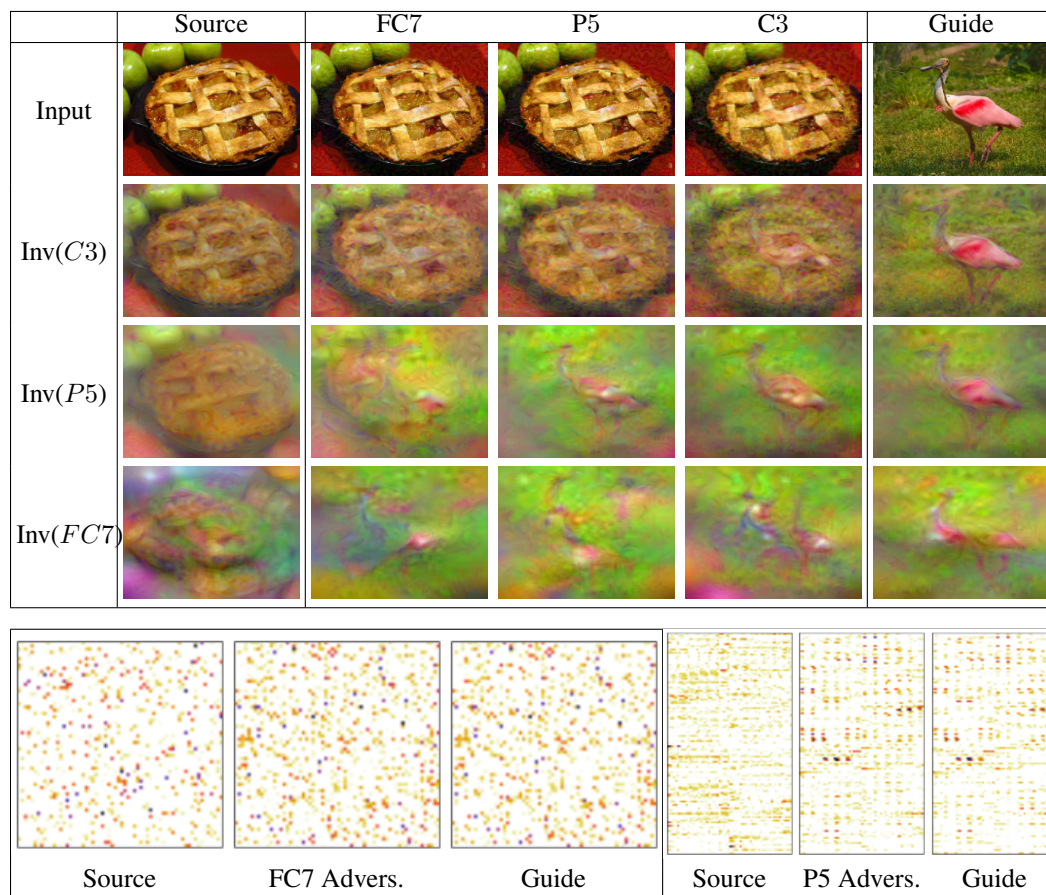 Source FC7 P5 C3 Guide
Input
Inv(C3)
Inv(P5)
Inv(FC7)
Source FC7 Advers. Guide Source P5 Advers. Guide